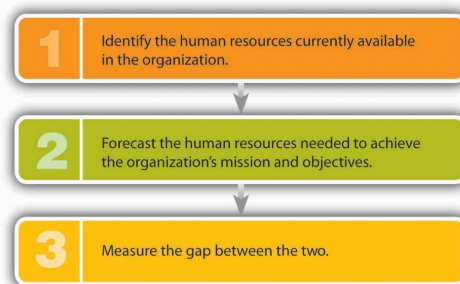 1
Identify the human resources currently available
in the organization.
2
Forecast the human resources needed to achieve
the organization's mission and objectives.
3
Measure the gap between the two.